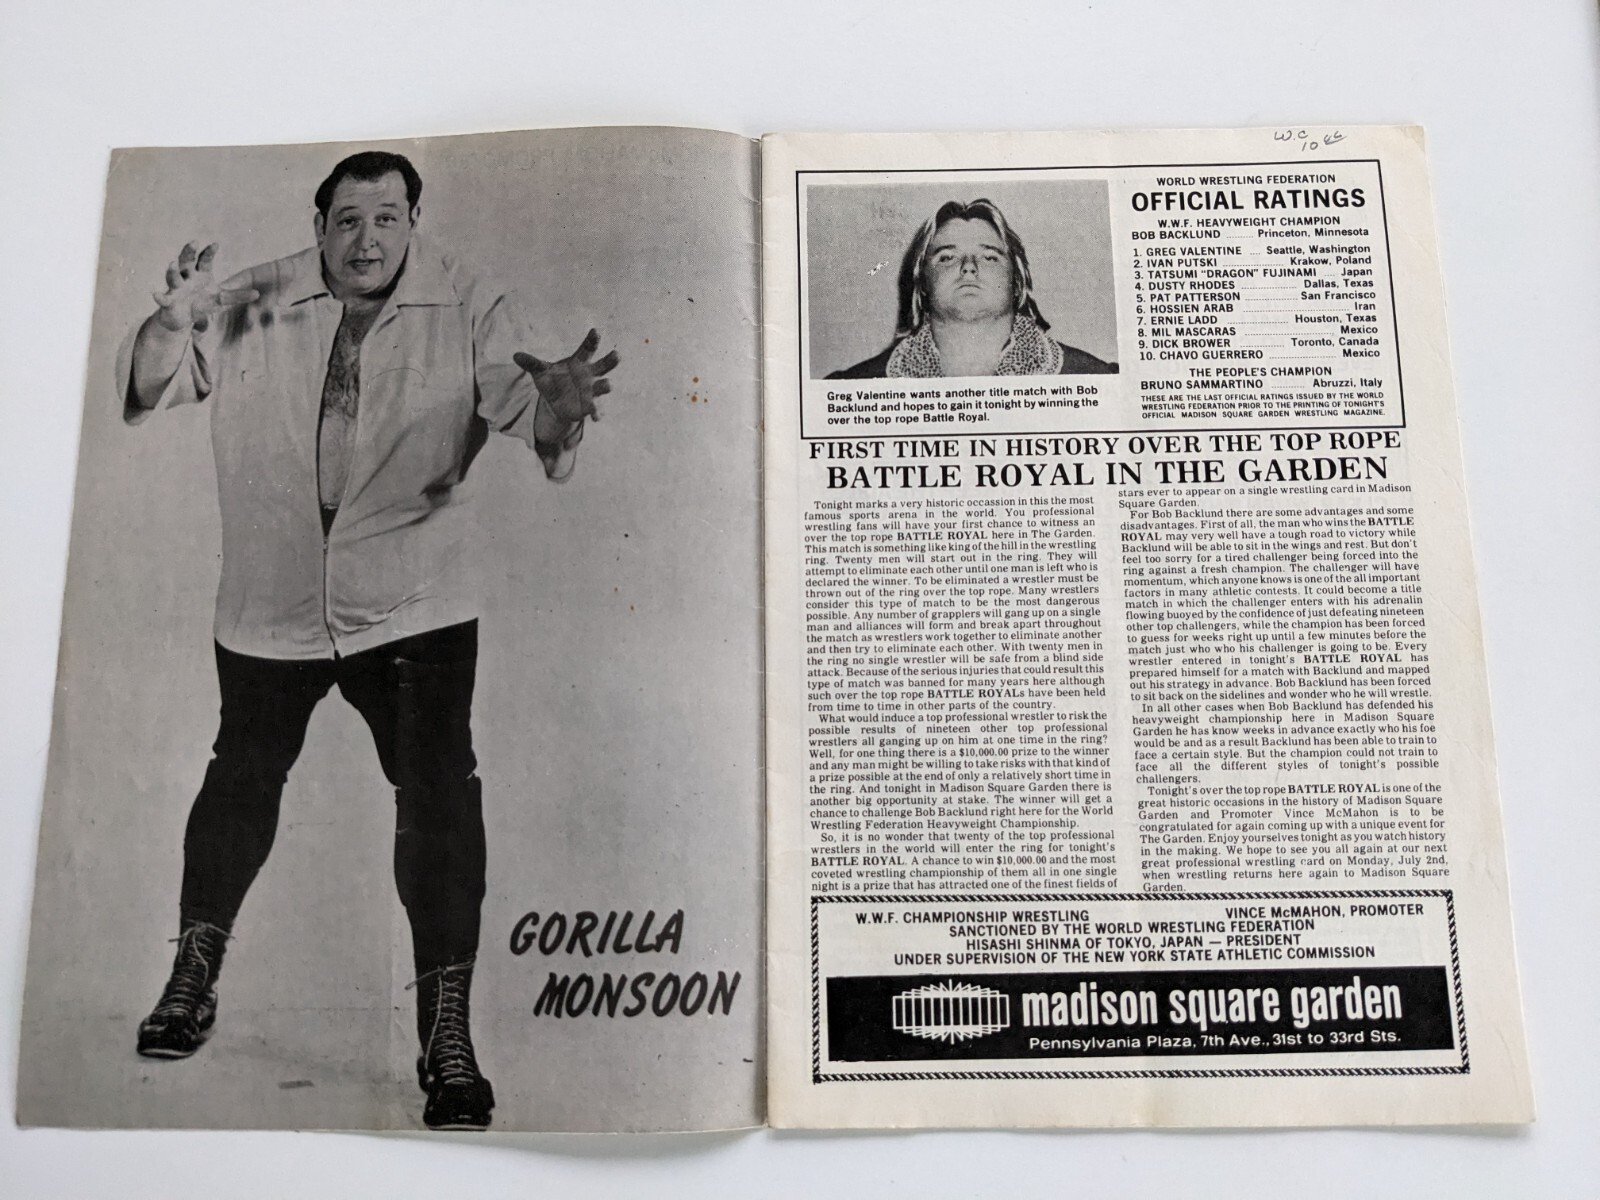 GORILLA
MONSOON
W.C
10
WORLD WRESTLING FEDERATION
OFFICIAL RATINGS
W.W.F. HEAVYWEIGHT CHAMPION
BOB BACKLUND .......... Princeton, Minnesota
1. GREG VALENTINE .... Seattle, Washington
2. IVAN PUTSKI .................... Krakow, Poland
3. TATSUMI "DRAGON" FUJINAMI .... Japan
4. DUSTY RHODES .................... Dallas, Texas
5. PAT PATTERSON .................... San Francisco
6. HOSSIEN ARAB .................... Iran
7. ERNIE LADD .................... Houston, Texas
8. MIL MASCARAS .................... Mexico
9. DICK BROWER .................... Toronto, Canada
10. CHAVO GUERRERO .................... Mexico
THE PEOPLE'S CHAMPION
BRUNO SAMMARTINO .......... Abruzzi, Italy
THESE ARE THE LAST OFFICIAL RATINGS ISSUED BY THE WORLD
WRESTLING FEDERATION PRIOR TO THE PRINTING OF TONIGHT'S
OFFICIAL MADISON SQUARE GARDEN WRESTLING MAGAZINE.
Greg Valentine wants another title match with Bob
Backlund and hopes to gain it tonight by winning the
over the top rope Battle Royal.
FIRST TIME IN HISTORY OVER THE TOP ROPE
BATTLE ROYAL IN THE GARDEN
Tonight marks a very historic occassion in this the most
famous sports arena in the world. You professional
wrestling fans will have your first chance to witness an
over the top rope BATTLE ROYAL here in The Garden.
This match is something like king of the hill in the wrestling
ring. Twenty men will start out in the ring. They will
attempt to eliminate each other until one man is left who is
declared the winner. To be eliminated a wrestler must be
thrown out of the ring over the top rope. Many wrestlers
consider this type of match to be the most dangerous
possible. Any number of grapplers will gang up on a single
man and alliances will form and break apart throughout
the match as wrestlers work together to eliminate another
and then try to eliminate each other. With twenty men in
the ring no single wrestler will be safe from a blind side
attack. Because of the serious injuries that could result this
type of match was banned for many years here although
such over the top rope BATTLE ROYALs have been held
from time to time in other parts of the country.
What would induce a top professional wrestler to risk the
possible results of nineteen other top professional
wrestlers all ganging up on him at one time in the ring?
Well, for one thing there is a $10,000.00 prize to the winner
and any man might be willing to take risks with that kind of
a prize possible at the end of only a relatively short time in
the ring. And tonight in Madison Square Garden there is
another big opportunity at stake. The winner will get a
chance to challenge Bob Backlund right here for the World
Wrestling Federation Heavyweight Championship.
So, it is no wonder that twenty of the top professional
wrestlers in the world will enter the ring for tonight's
BATTLE ROYAL. A chance to win $10,000.00 and the most
coveted wrestling championship of them all in one single
night is a prize that has attracted one of the finest fields of
stars ever to appear on a single wrestling card in Madison
Square Garden.
For Bob Backlund there are some advantages and some
disadvantages. First of all, the man who wins the BATTLE
ROYAL may very well have a tough road to victory while
Backlund will be able to sit in the wings and rest. But don't
feel too sorry for a tired challenger being forced into the
ring against a fresh champion. The challenger will have
momentum, which anyone knows is one of the all important
factors in many athletic contests. It could become a title
match in which the challenger enters with his adrenalin
flowing buoyed by the confidence of just defeating nineteen
other top challengers, while the champion has been forced
to guess for weeks right up until a few minutes before the
match just who who his challenger is going to be. Every
wrestler entered in tonight's BATTLE ROYAL has
prepared himself for a match with Backlund and mapped
out his strategy in advance. Bob Backlund has been forced
to sit back on the sidelines and wonder who he will wrestle.
In all other cases when Bob Backlund has defended his
heavyweight championship here in Madison Square
Garden he has know weeks in advance exactly who his foe
would be and as a result Backlund has been able to train to
face a certain style. But the champion could not train to
face all the different styles of tonight's possible
challengers.
Tonight's over the top rope BATTLE ROYAL is one of the
great historic occasions in the history of Madison Square
Garden and Promoter Vince McMahon is to be
congratulated for again coming up with a unique event for
The Garden. Enjoy yourselves tonight as you watch history
in the making. We hope to see you all again at our next
great professional wrestling card on Monday, July 2nd,
when wrestling returns here again to Madison Square
Garden.
W.W.F. CHAMPIONSHIP WRESTLING VINCE McMAHON, PROMOTER
SANCTIONED BY THE WORLD WRESTLING FEDERATION
HISASHI SHINMA OF TOKYO, JAPAN — PRESIDENT
UNDER SUPERVISION OF THE NEW YORK STATE ATHLETIC COMMISSION
madison square garden
Pennsylvania Plaza, 7th Ave., 31st to 33rd Sts.